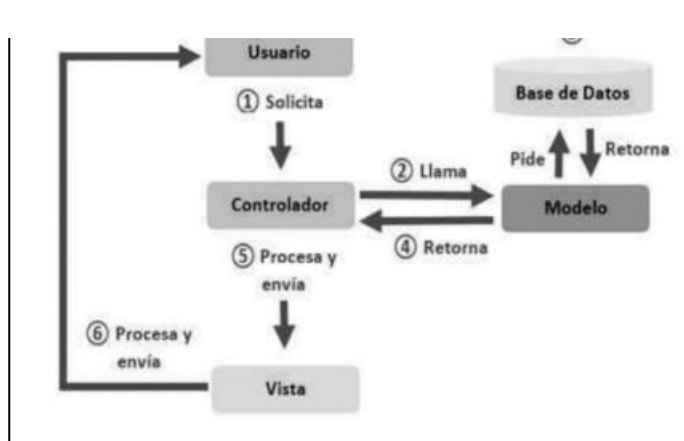 Usuario
① Solicita
Base de Datos
Pide
Retorna
② Llama
Controlador
Modelo
④ Retorna
⑤ Procesa y
envía
⑥ Procesa y
envía
Vista